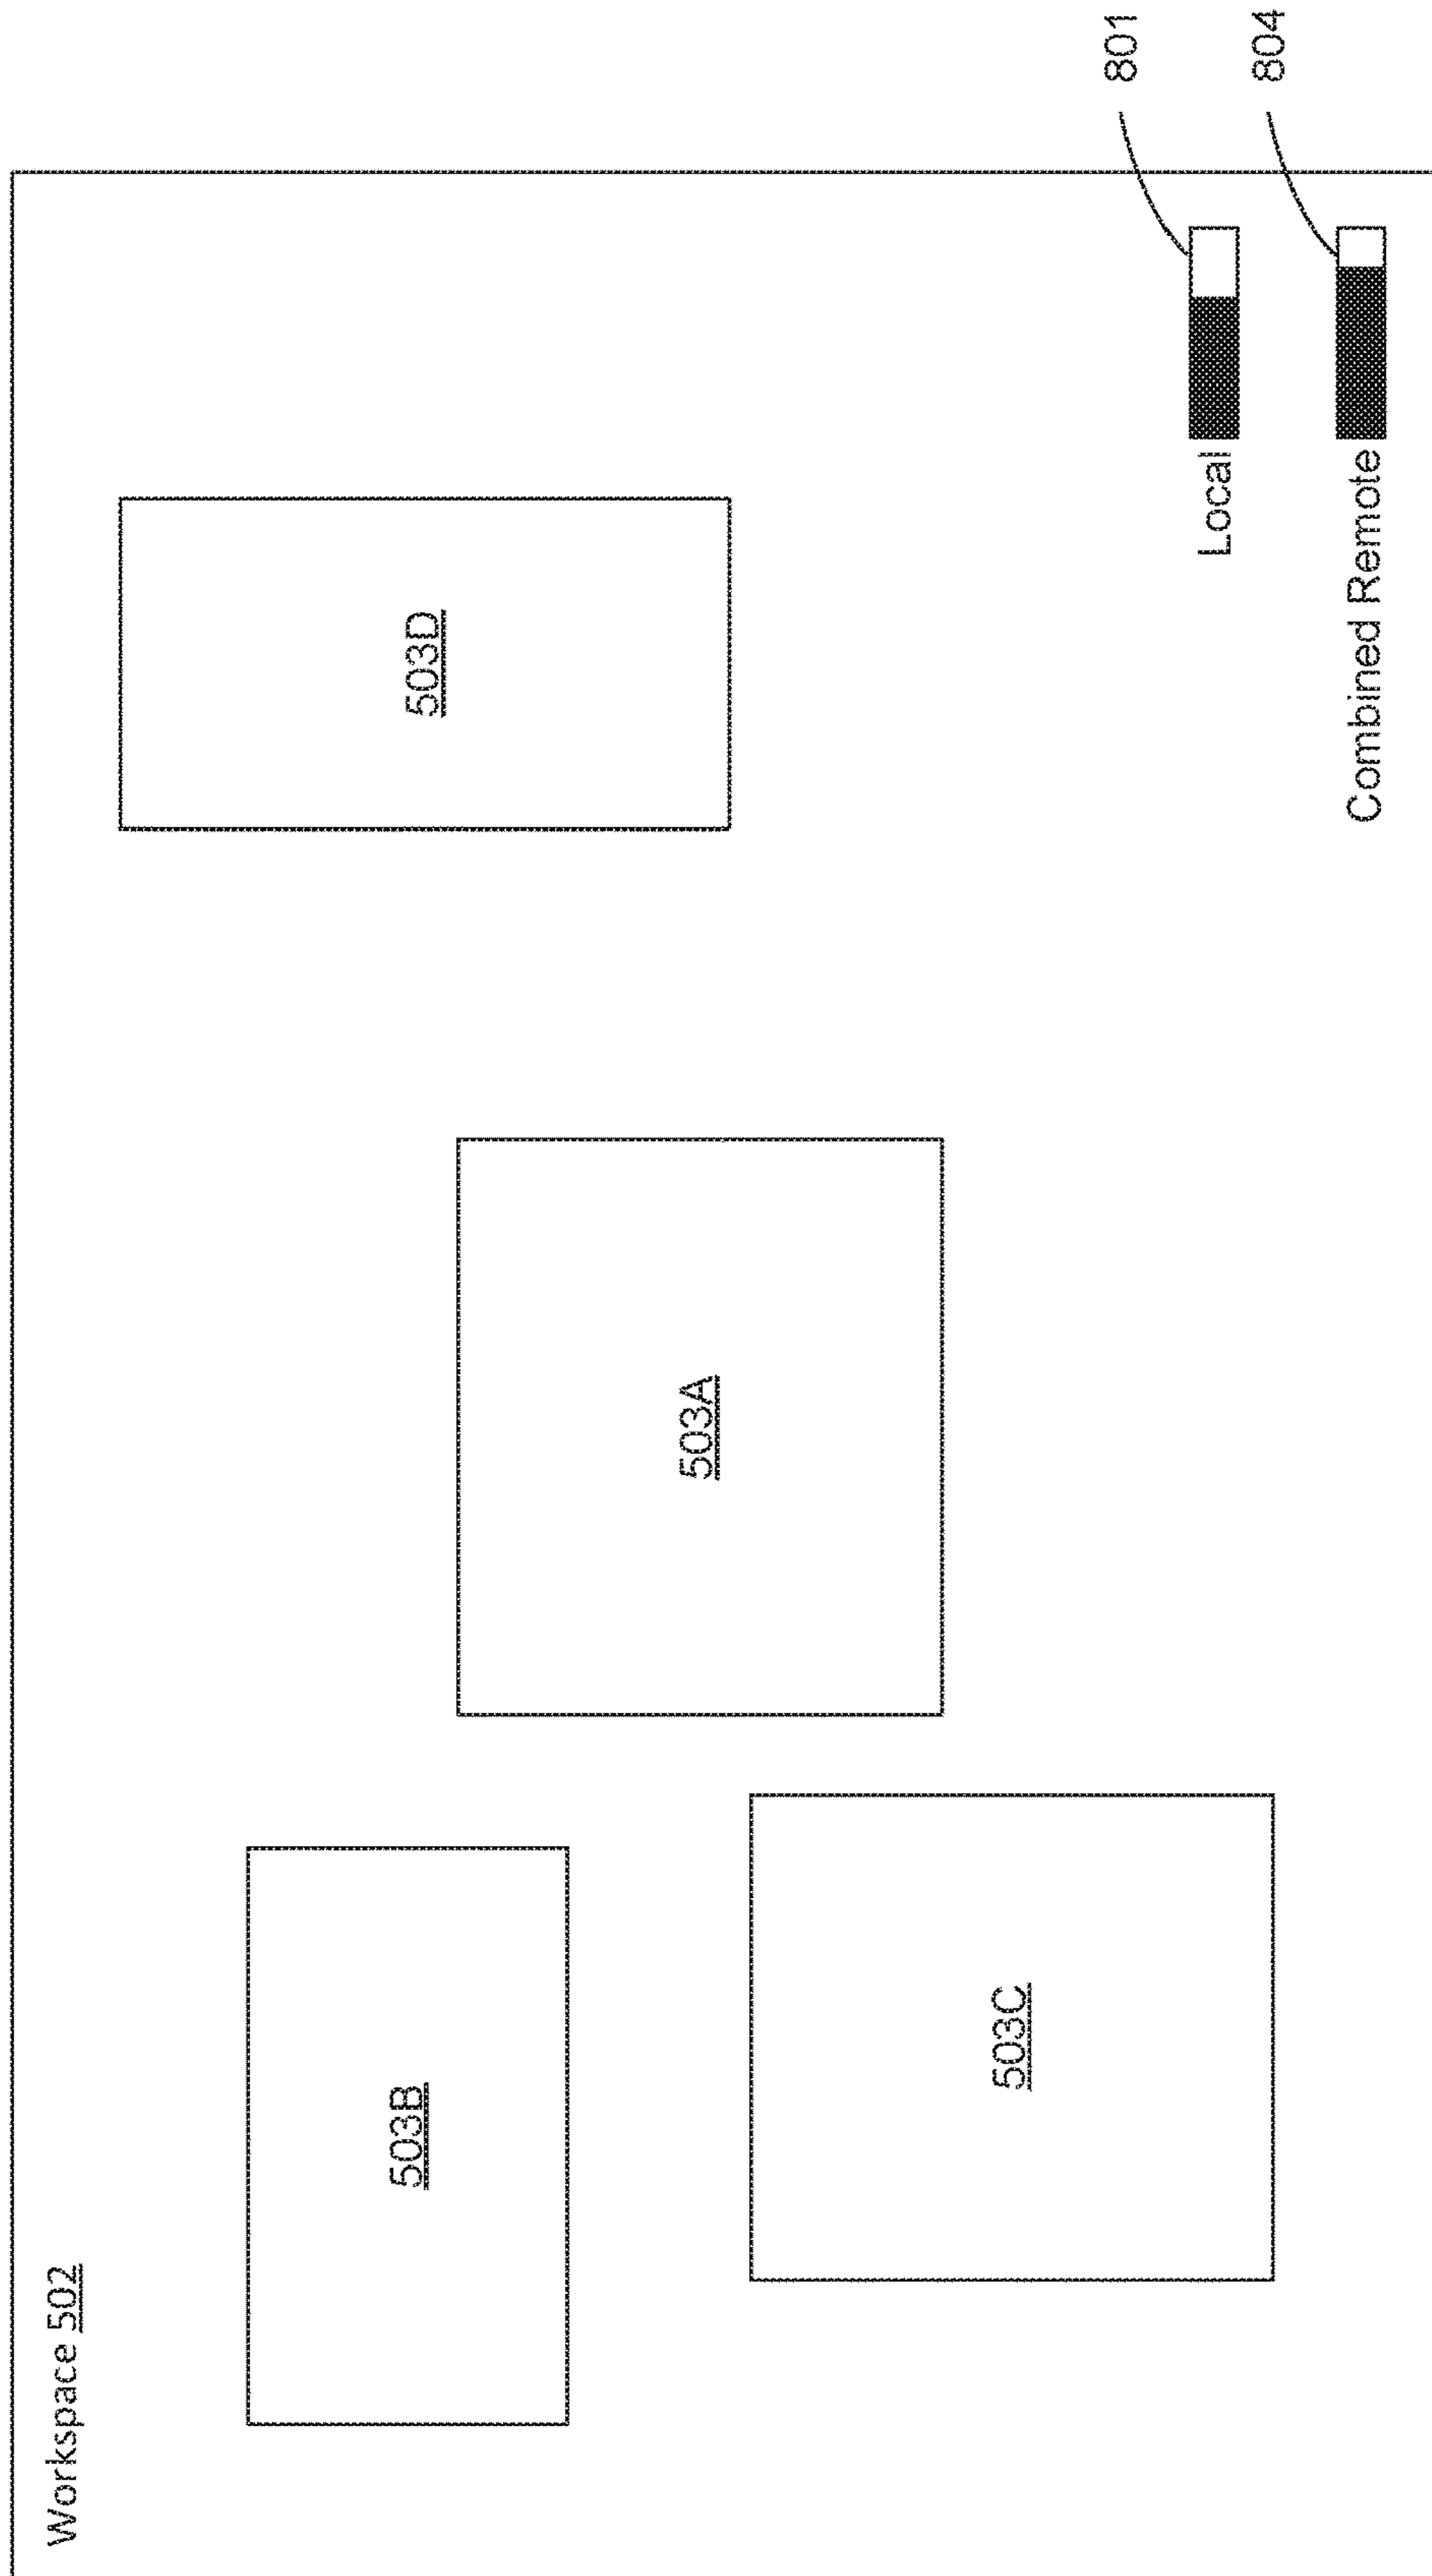 Workspace 502
503B
503D
503A
503C
801
Local
804
Combined Remote